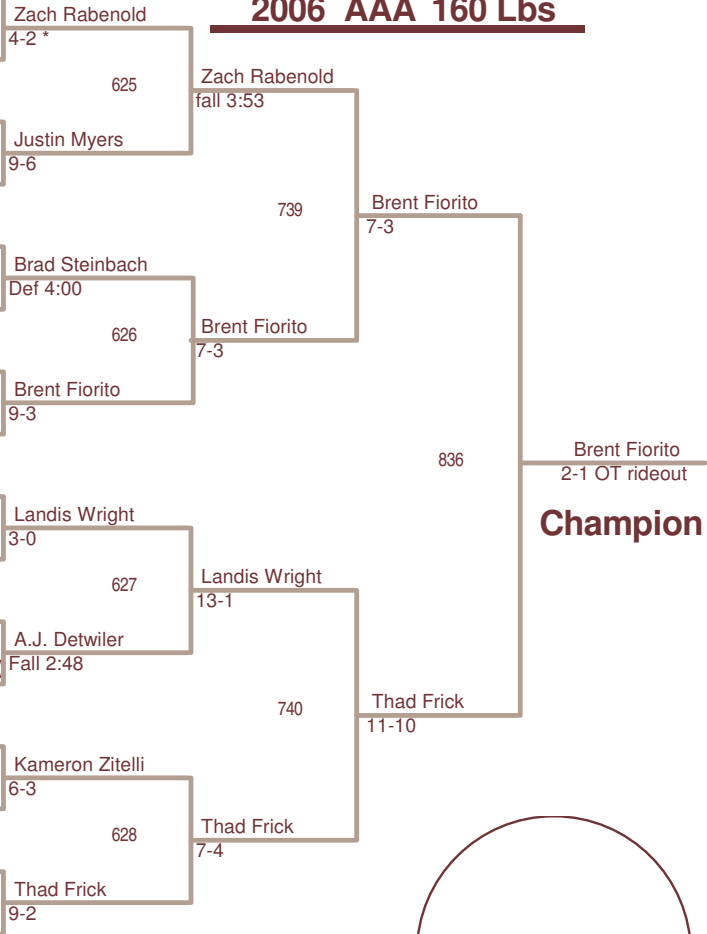 2006 AAA 160 Lbs
Zach Rabenold
4-2 *
625
Zach Rabenold
fall 3:53
Justin Myers
9-6
739
Brent Fiorito
7-3
Brad Steinbach
Def 4:00
626
Brent Fiorito
7-3
Brent Fiorito
9-3
836
Brent Fiorito
2-1 OT rideout
Champion
Landis Wright
3-0
627
Landis Wright
13-1
A.J. Detwiler
Fall 2:48
740
Thad Frick
11-10
Kameron Zitelli
6-3
628
Thad Frick
7-4
Thad Frick
9-2